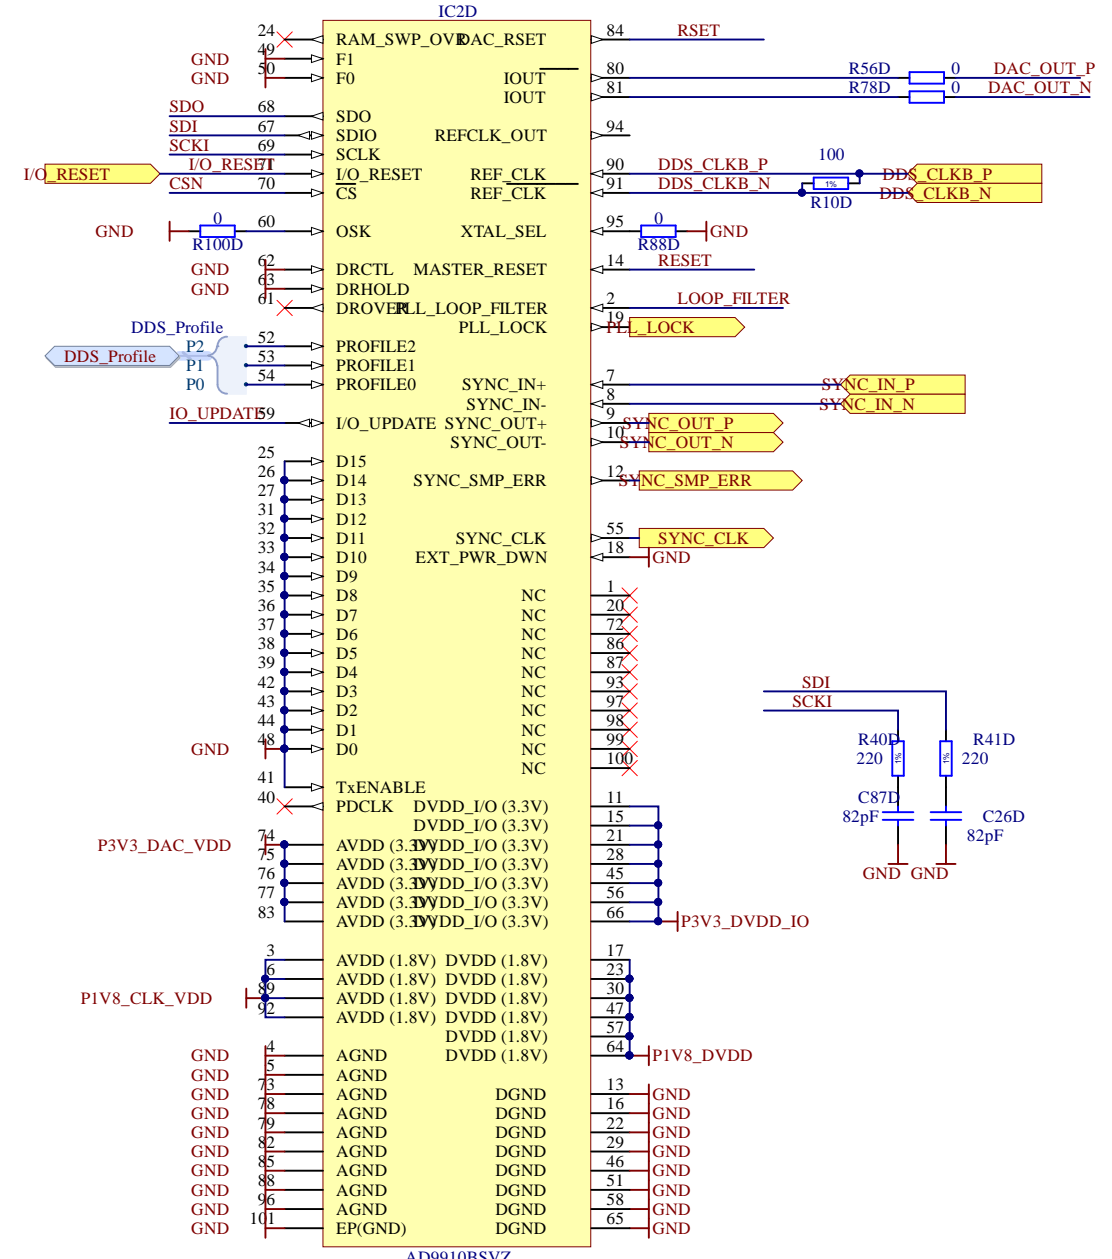 IC2D
24 RAM_SWP_OVR DAC_RSET 84 RSET
GND 49 F1
GND 50 F0 IOUT 80 R56D 0 DAC_OUT_P
IOUT 81 R78D 0 DAC_OUT_N
SDO 68 SDO
SDI 67 SDIO REFCLK_OUT 94
SCKI 69 SCLK
I/O_RESET I/O_RESET 71 I/O_RESET REF_CLK 90 DDS_CLKB_P 100 DDS_CLKB_P
CSN 70 CS REF_CLK 91 DDS_CLKB_N 1% R10D DDS_CLKB_N
GND 0 R100D 60 OSK XTAL_SEL 95 0 R88D GND
GND 62 DRCTL MASTER_RESET 14 RESET
GND 63 DRHOLD
61 DROVER PLL_LOOP_FILTER 2 LOOP_FILTER
PLL_LOCK 19 PLL_LOCK
DDS_Profile
P2 52 PROFILE2
DDS_Profile P1 53 PROFILE1
P0 54 PROFILE0 SYNC_IN+ 7 SYNC_IN_P
SYNC_IN- 8 SYNC_IN_N
IO_UPDATE 59 I/O_UPDATE SYNC_OUT+ 9 SYNC_OUT_P
SYNC_OUT- 10 SYNC_OUT_N
25 D15
26 D14 SYNC_SMP_ERR 12 SYNC_SMP_ERR
27 D13
31 D12
32 D11 SYNC_CLK 55 SYNC_CLK
33 D10 EXT_PWR_DWN 18 GND
34 D9
35 D8 NC 1
36 D7 NC 20
37 D6 NC 72
38 D5 NC 86
39 D4 NC 87
42 D3 NC 93
43 D2 NC 97
44 D1 NC 98
GND 48 D0 NC 99
NC 100
41 TxENABLE
40 PDCLK DVDD_I/O (3.3V) 11
DVDD_I/O (3.3V) 15
P3V3_DAC_VDD 74 AVDD (3.3V) DVDD_I/O (3.3V) 21
75 AVDD (3.3V) DVDD_I/O (3.3V) 28
76 AVDD (3.3V) DVDD_I/O (3.3V) 45
77 AVDD (3.3V) DVDD_I/O (3.3V) 56
83 AVDD (3.3V) DVDD_I/O (3.3V) 66 P3V3_DVDD_IO
3 AVDD (1.8V) DVDD (1.8V) 17
6 AVDD (1.8V) DVDD (1.8V) 23
P1V8_CLK_VDD 89 AVDD (1.8V) DVDD (1.8V) 30
92 AVDD (1.8V) DVDD (1.8V) 47
DVDD (1.8V) 57
GND 4 AGND DVDD (1.8V) 64 P1V8_DVDD
GND 5 AGND
GND 73 AGND DGND 13 GND
GND 78 AGND DGND 16 GND
GND 79 AGND DGND 22 GND
GND 82 AGND DGND 29 GND
GND 85 AGND DGND 46 GND
GND 88 AGND DGND 51 GND
GND 96 AGND DGND 58 GND
GND 101 EP(GND) DGND 65 GND
AD9910BSVZ
SDI
SCKI
R40D 1% 1% R41D
220 220
C87D
82pF
C26D
82pF
GND GND